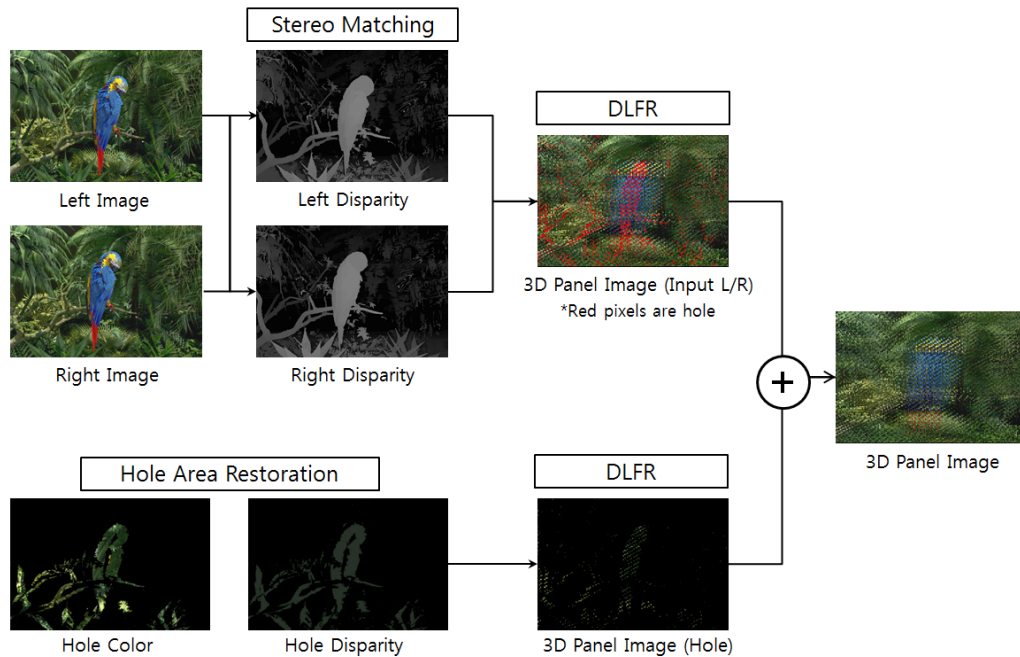 Stereo Matching
Left Image
Left Disparity
Right Image
Right Disparity
DLFR
3D Panel Image (Input L/R)
*Red pixels are hole
+
3D Panel Image
Hole Area Restoration
DLFR
Hole Color
Hole Disparity
3D Panel Image (Hole)